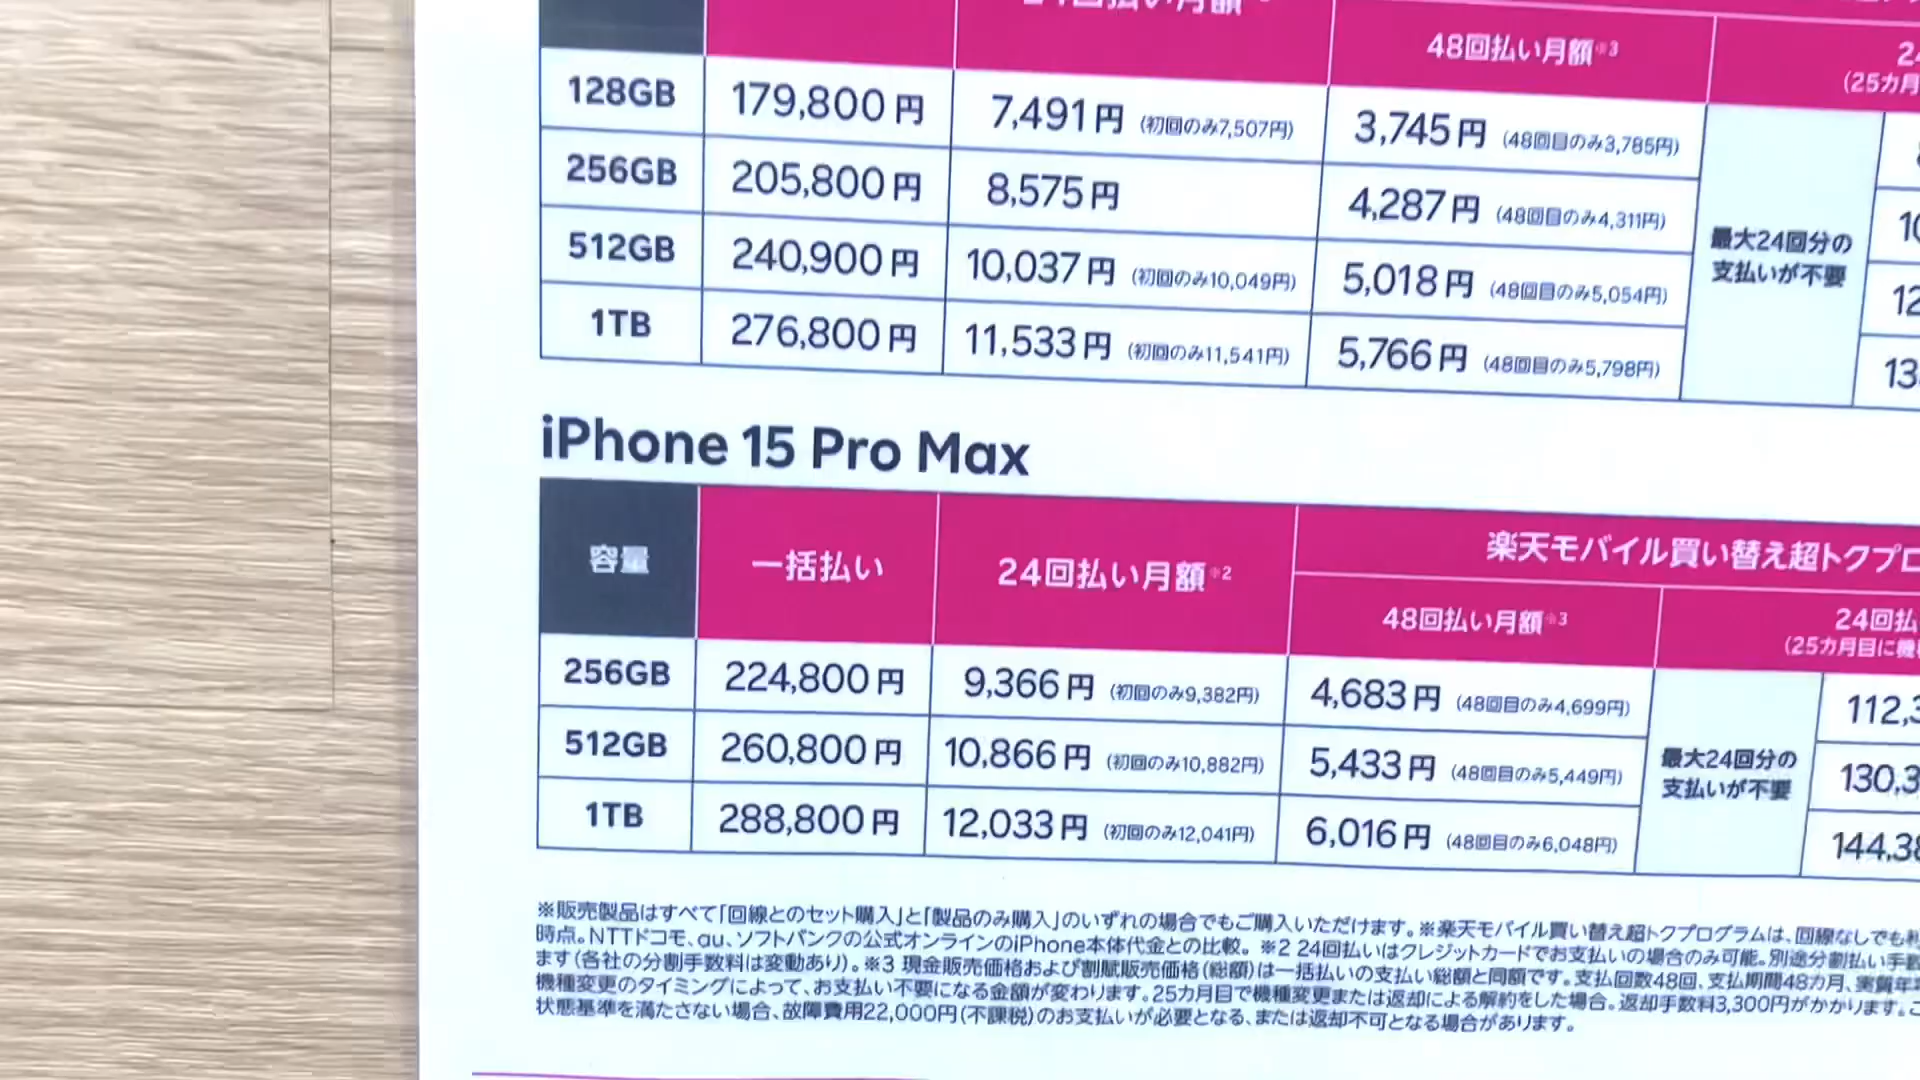 24回払い月額
48回払い月額※3
(25カ月
128GB 179,800円 7,491円 (初回のみ7,507円) 3,745円 (48回目のみ3,785円)
256GB 205,800円 8,575円 4,287円 (48回目のみ4,311円)
512GB 240,900円 10,037円 (初回のみ10,049円) 5,018円 (48回目のみ5,054円)
1TB 276,800円 11,533円 (初回のみ11,541円) 5,766円 (48回目のみ5,798円)
最大24回分の
支払いが不要
iPhone 15 Pro Max
容量 一括払い 24回払い月額※2 楽天モバイル買い替え超トクプロ
48回払い月額※3 24回払
(25カ月目に機
256GB 224,800円 9,366円 (初回のみ9,382円) 4,683円 (48回目のみ4,699円) 112,3
512GB 260,800円 10,866円 (初回のみ10,882円) 5,433円 (48回目のみ5,449円) 130,3
1TB 288,800円 12,033円 (初回のみ12,041円) 6,016円 (48回目のみ6,048円) 144,38
最大24回分の
支払いが不要
※販売製品はすべて「回線とのセット購入」と「製品のみ購入」のいずれの場合でもご購入いただけます。※楽天モバイル買い替え超トクプログラムは、回線なしでも利
時点。NTTドコモ、au、ソフトバンクの公式オンラインのiPhone本体代金との比較。 ※2 24回払いはクレジットカードでお支払いの場合のみ可能。別途分割払い手数
ます(各社の分割手数料は変動あり)。※3 現金販売価格および割賦販売価格(総額)は一括払いの支払い総額と同額です。支払回数48回、支払期間48カ月、実質年
機種変更のタイミングによって、お支払い不要になる金額が変わります。25カ月目で機種変更または返却による解約をした場合。返却手数料3,300円がかかります。こ
状態基準を満たさない場合、故障費用22,000円(不課税)のお支払いが必要となる、または返却不可となる場合があります。